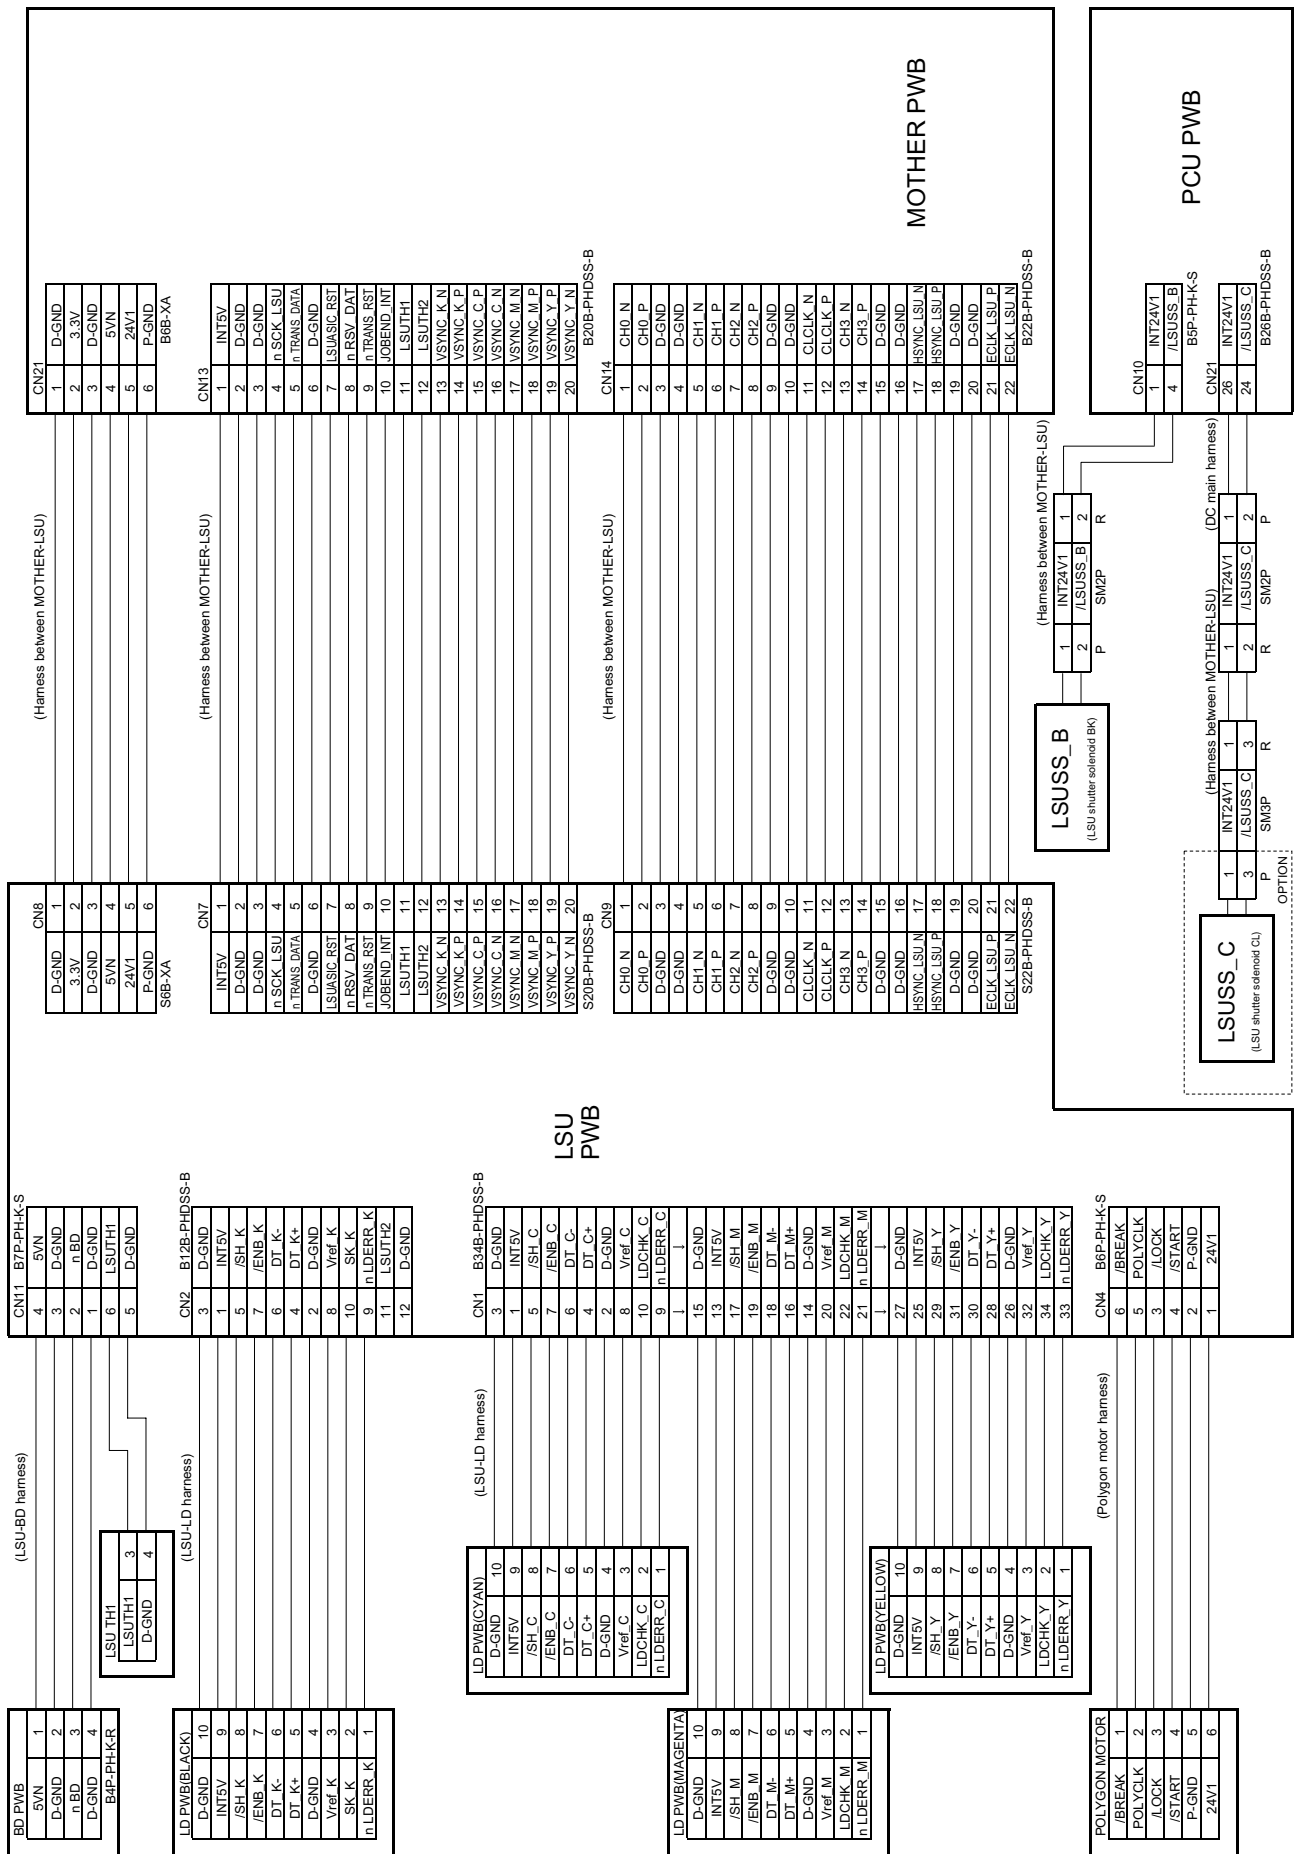 BD PWB
5VN 1
D-GND 2
n BD 3
D-GND 4
B4P-PH-K-R
(LSU-BD harness)
LSU TH1
LSUTH1 3
D-GND 4
CN11 B7P-PH-K-S
4 5VN
3 D-GND
2 n BD
1 D-GND
6 LSUTH1
5 D-GND
LD PWB(BLACK)
D-GND 10
INT5V 9
/SH_K 8
/ENB_K 7
DT_K- 6
DT_K+ 5
D-GND 4
Vref_K 3
SK_K 2
n LDERR_K 1
(LSU-LD harness)
CN2 B12B-PHDSS-B
3 D-GND
1 INT5V
5 /SH_K
7 /ENB_K
6 DT_K-
4 DT_K+
2 D-GND
8 Vref_K
10 SK_K
9 n LDERR_K
11 LSUTH2
12 D-GND
LD PWB(CYAN)
D-GND 10
INT5V 9
/SH_C 8
/ENB_C 7
DT_C- 6
DT_C+ 5
D-GND 4
Vref_C 3
LDCHK_C 2
n LDERR_C 1
(LSU-LD harness)
LD PWB(MAGENTA)
D-GND 10
INT5V 9
/SH_M 8
/ENB_M 7
DT_M- 6
DT_M+ 5
D-GND 4
Vref_M 3
LDCHK_M 2
n LDERR_M 1
LD PWB(YELLOW)
D-GND 10
INT5V 9
/SH_Y 8
/ENB_Y 7
DT_Y- 6
DT_Y+ 5
D-GND 4
Vref_Y 3
LDCHK_Y 2
n LDERR_Y 1
CN1 B34B-PHDSS-B
3 D-GND
1 INT5V
5 /SH_C
7 /ENB_C
6 DT_C-
4 DT_C+
2 D-GND
8 Vref_C
10 LDCHK_C
9 n LDERR_C
↓ ↓
15 D-GND
13 INT5V
17 /SH_M
19 /ENB_M
18 DT_M-
16 DT_M+
14 D-GND
20 Vref_M
22 LDCHK_M
21 n LDERR_M
↓ ↓
27 D-GND
25 INT5V
29 /SH_Y
31 /ENB_Y
30 DT_Y-
28 DT_Y+
26 D-GND
32 Vref_Y
34 LDCHK_Y
33 n LDERR_Y
POLYGON MOTOR
/BREAK 1
POLYCLK 2
/LOCK 3
/START 4
P-GND 5
24V1 6
(Polygon motor harness)
CN4 B6P-PH-K-S
6 /BREAK
5 POLYCLK
3 /LOCK
4 /START
2 P-GND
1 24V1
LSU
PWB
CN8
D-GND 1
3.3V 2
D-GND 3
5VN 4
24V1 5
P-GND 6
S6B-XA
(Harness between MOTHER-LSU)
CN21
1 D-GND
2 3.3V
3 D-GND
4 5VN
5 24V1
6 P-GND
B6B-XA
CN7
INT5V 1
D-GND 2
D-GND 3
n SCK_LSU 4
n TRANS_DATA 5
D-GND 6
LSUASIC_RST 7
n RSV_DAT 8
n TRANS_RST 9
JOBEND_INT 10
LSUTH1 11
LSUTH2 12
VSYNC_K_N 13
VSYNC_K_P 14
VSYNC_C_P 15
VSYNC_C_N 16
VSYNC_M_N 17
VSYNC_M_P 18
VSYNC_Y_P 19
VSYNC_Y_N 20
S20B-PHDSS-B
(Harness between MOTHER-LSU)
CN13
1 INT5V
2 D-GND
3 D-GND
4 n SCK_LSU
5 n TRANS_DATA
6 D-GND
7 LSUASIC_RST
8 n RSV_DAT
9 n TRANS_RST
10 JOBEND_INT
11 LSUTH1
12 LSUTH2
13 VSYNC_K_N
14 VSYNC_K_P
15 VSYNC_C_P
16 VSYNC_C_N
17 VSYNC_M_N
18 VSYNC_M_P
19 VSYNC_Y_P
20 VSYNC_Y_N
B20B-PHDSS-B
CN9
CH0_N 1
CH0_P 2
D-GND 3
D-GND 4
CH1_N 5
CH1_P 6
CH2_N 7
CH2_P 8
D-GND 9
D-GND 10
CLCLK_N 11
CLCLK_P 12
CH3_N 13
CH3_P 14
D-GND 15
D-GND 16
HSYNC_LSU_N 17
HSYNC_LSU_P 18
D-GND 19
D-GND 20
ECLK_LSU_P 21
ECLK_LSU_N 22
S22B-PHDSS-B
(Harness between MOTHER-LSU)
CN14
1 CH0_N
2 CH0_P
3 D-GND
4 D-GND
5 CH1_N
6 CH1_P
7 CH2_N
8 CH2_P
9 D-GND
10 D-GND
11 CLCLK_N
12 CLCLK_P
13 CH3_N
14 CH3_P
15 D-GND
16 D-GND
17 HSYNC_LSU_N
18 HSYNC_LSU_P
19 D-GND
20 D-GND
21 ECLK_LSU_P
22 ECLK_LSU_N
B22B-PHDSS-B
MOTHER PWB
LSUSS_B
(LSU shutter solenoid BK)
(Harness between MOTHER-LSU)
1 INT24V1 1
2 /LSUSS_B 2
P SM2P R
CN10
1 INT24V1
4 /LSUSS_B
B5P-PH-K-S
PCU PWB
LSUSS_C
(LSU shutter solenoid CL)
OPTION
(Harness between MOTHER-LSU)
1 INT24V1 1
3 /LSUSS_C 3
P SM3P R
(DC main harness)
1 INT24V1 1
2 /LSUSS_C 2
R SM2P P
CN21
26 INT24V1
24 /LSUSS_C
B26B-PHDSS-B